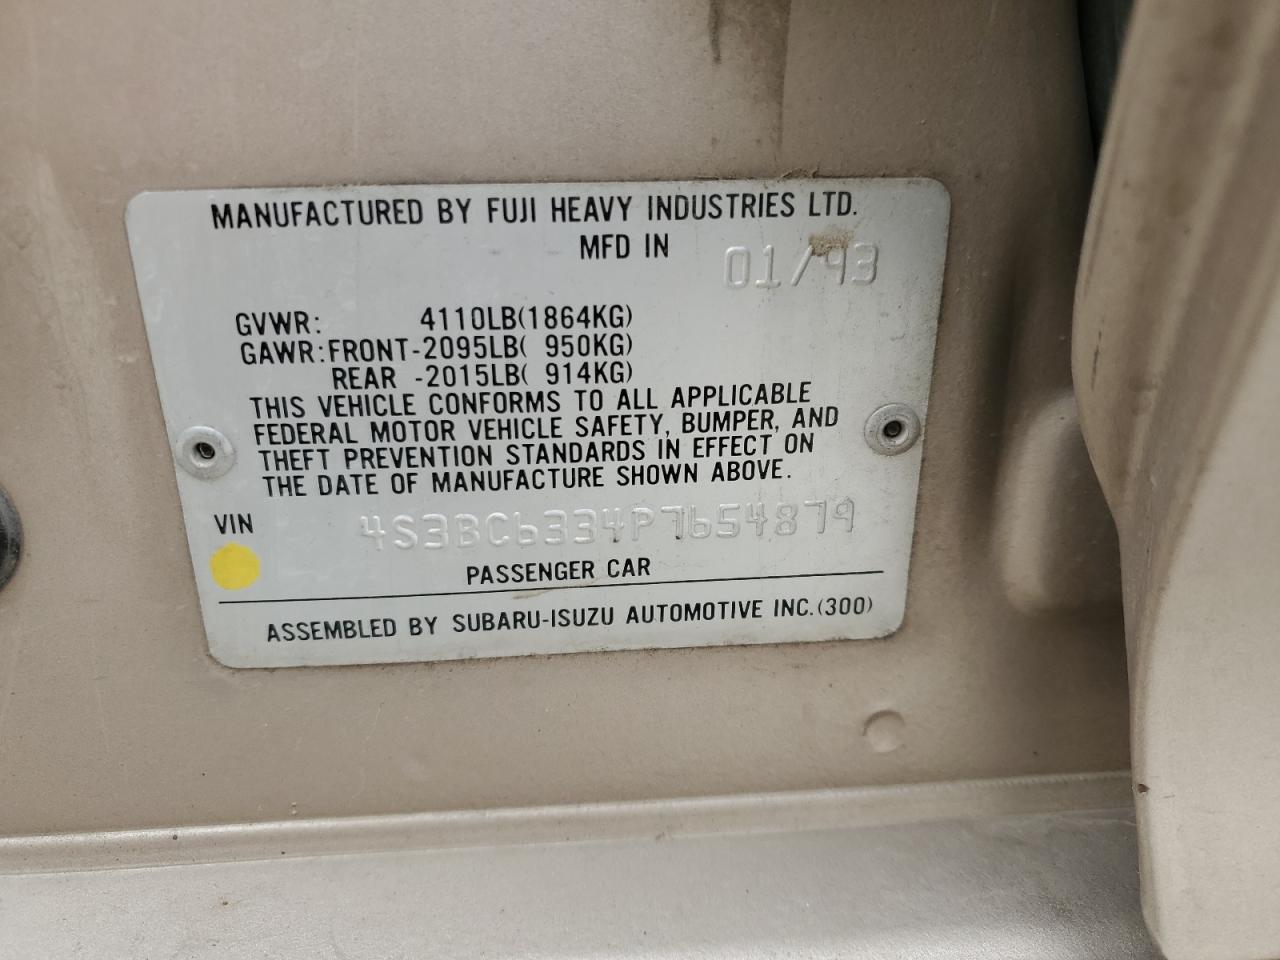 MANUFACTURED BY FUJI HEAVY INDUSTRIES LTD.
MFD IN 01/93
GVWR: 4110LB(1864KG)
GAWR:FRONT-2095LB( 950KG)
REAR -2015LB( 914KG)
THIS VEHICLE CONFORMS TO ALL APPLICABLE
FEDERAL MOTOR VEHICLE SAFETY, BUMPER, AND
THEFT PREVENTION STANDARDS IN EFFECT ON
THE DATE OF MANUFACTURE SHOWN ABOVE.
VIN 4S3BC6334P7654879
PASSENGER CAR
ASSEMBLED BY SUBARU-ISUZU AUTOMOTIVE INC.(300)